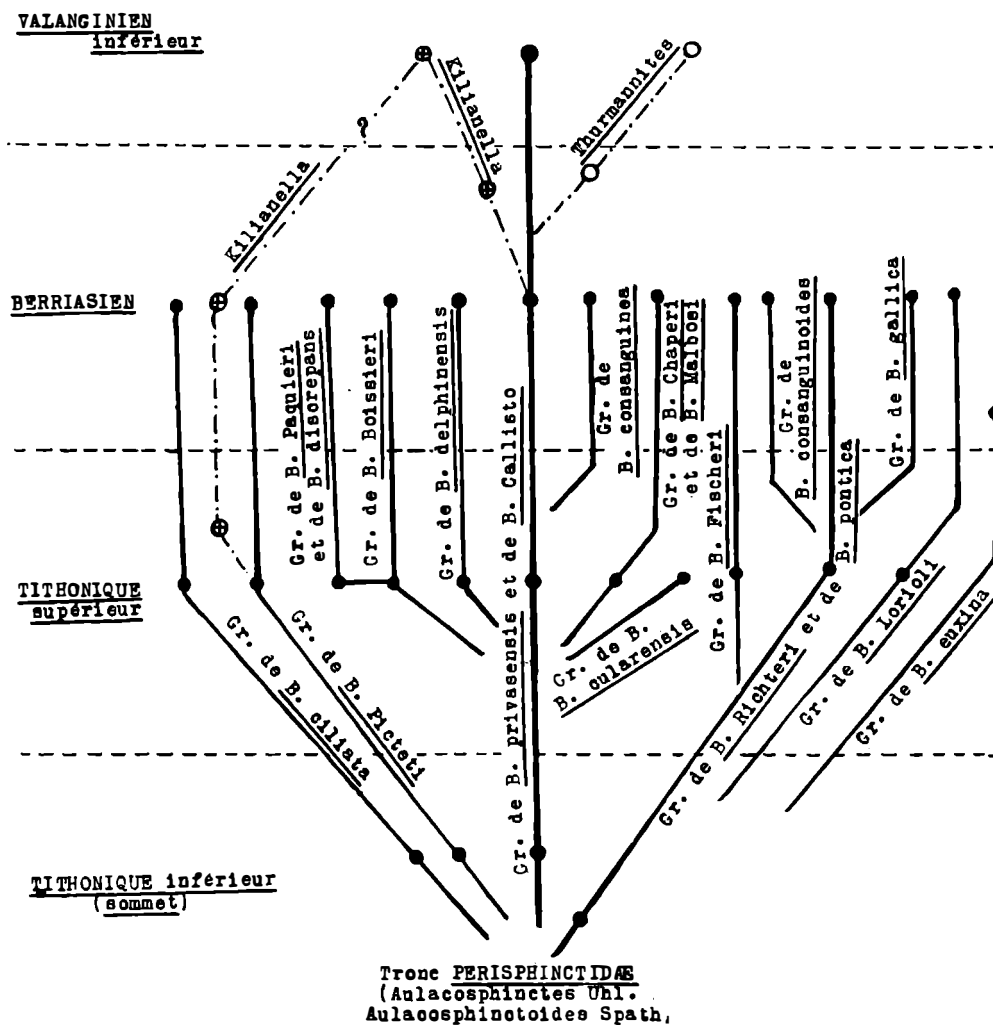 VALANGINIEN
inférieur
Kilianella
Thurmannites
?
Kilianella
BERRIASIEN
Gr. de B. Paquieri
et de B. discrepans
Gr. de B. Boissieri
Gr. de B. delphinensis
Gr. de B. privasensis et de B. Callisto
Gr. de
B. consanguinea
Gr. de B. Chaperi
et de B. Malbosi
Gr. de B. Fischeri
Gr. de
B. consanguinoides
Gr. de B. gallica
TITHONIQUE
supérieur
Gr. de B. ciliata
Gr. de B. Picteti
Gr. de B.
B. cularensis
Gr. de B. Richteri et de
B. pontica
Gr. de B. Lorioli
Gr. de B. euxina
TITHONIQUE inférieur
(sommet)
Tronc PERISPHINCTIDAE
(Aulacosphinctes Uhl.
Aulacosphinctoides Spath,